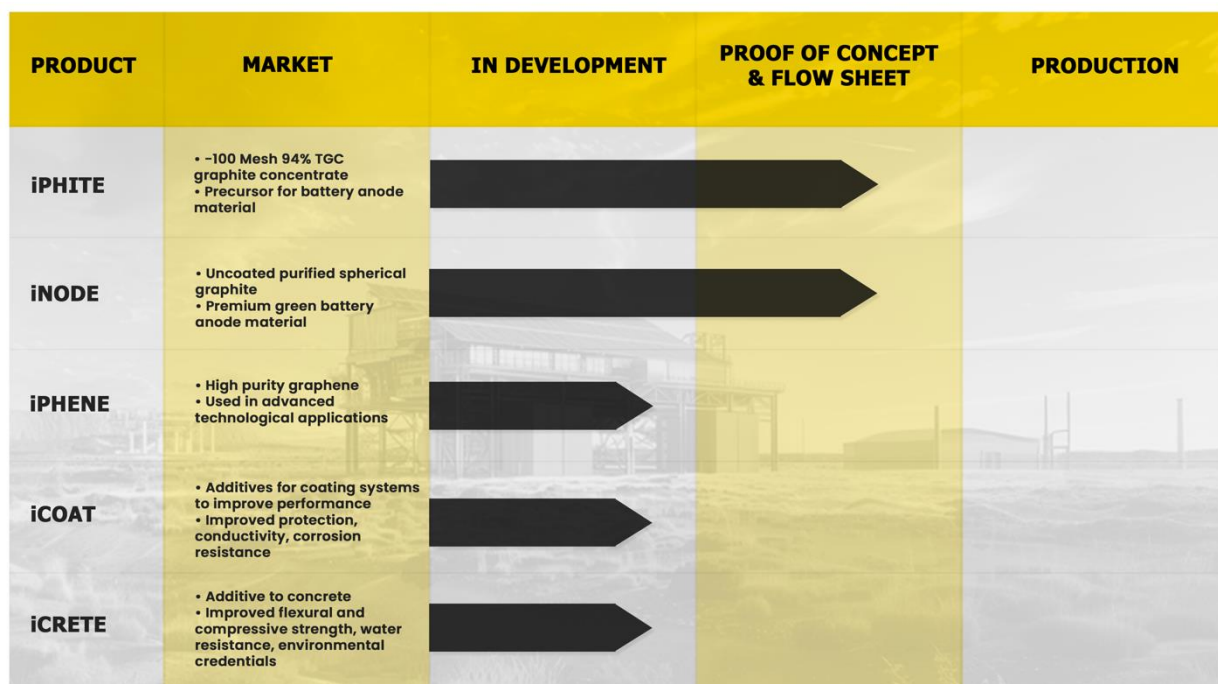 PRODUCT
MARKET
IN DEVELOPMENT
PROOF OF CONCEPT
& FLOW SHEET
PRODUCTION
iPHITE
• -100 Mesh 94% TGC
graphite concentrate
• Precursor for battery anode
material
iNODE
• Uncoated purified spherical
graphite
• Premium green battery
anode material
iPHENE
• High purity graphene
• Used in advanced
technological applications
iCOAT
• Additives for coating systems
to improve performance
• Improved protection,
conductivity, corrosion
resistance
iCRETE
• Additive to concrete
• Improved flexural and
compressive strength, water
resistance, environmental
credentials